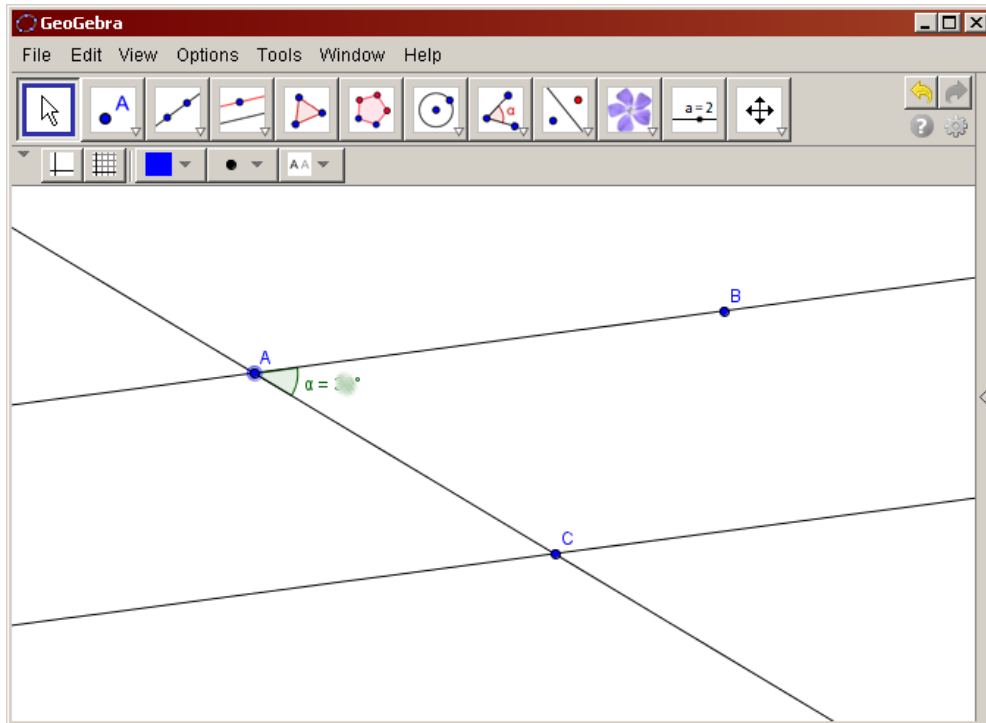 GeoGebra
File Edit View Options Tools Window Help
A
α
a = 2
A A
B
A
α =
C